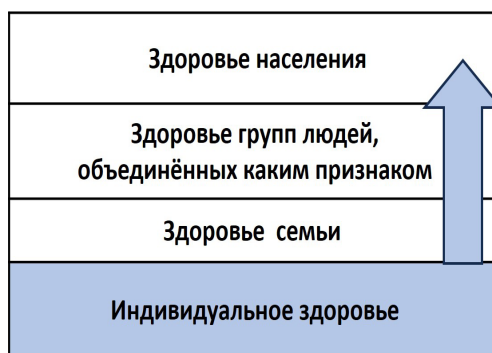 Здоровье населения
Здоровье групп людей,
объединённых каким признаком
Здоровье семьи
Индивидуальное здоровье